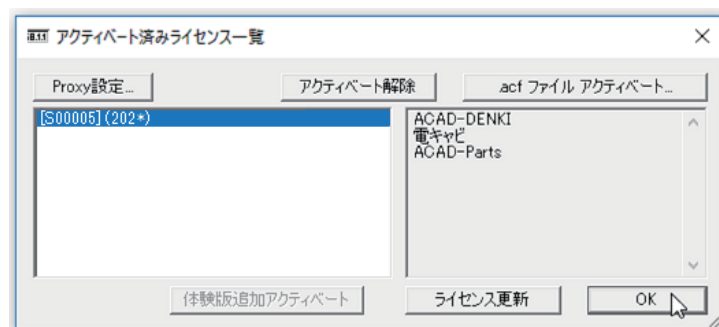 アクティベート済みライセンス一覧
Proxy設定...
アクティベート解除
.acf ファイル アクティベート...
[S00005](202*)
ACAD-DENKI
電キャビ
ACAD-Parts
体験版追加アクティベート
ライセンス更新
OK